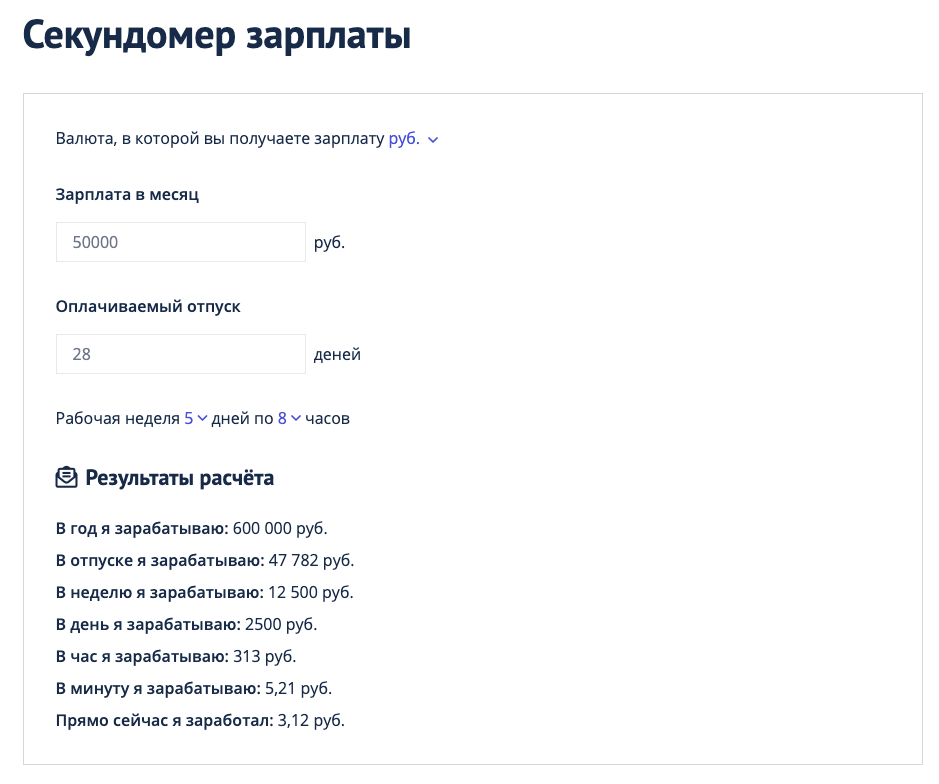 Секундомер зарплаты
Валюта, в которой вы получаете зарплату руб.
Зарплата в месяц
50000 руб.
Оплачиваемый отпуск
28 деней
Рабочая неделя 5 дней по 8 часов
Результаты расчёта
В год я зарабатываю: 600 000 руб.
В отпуске я зарабатываю: 47 782 руб.
В неделю я зарабатываю: 12 500 руб.
В день я зарабатываю: 2500 руб.
В час я зарабатываю: 313 руб.
В минуту я зарабатываю: 5,21 руб.
Прямо сейчас я заработал: 3,12 руб.